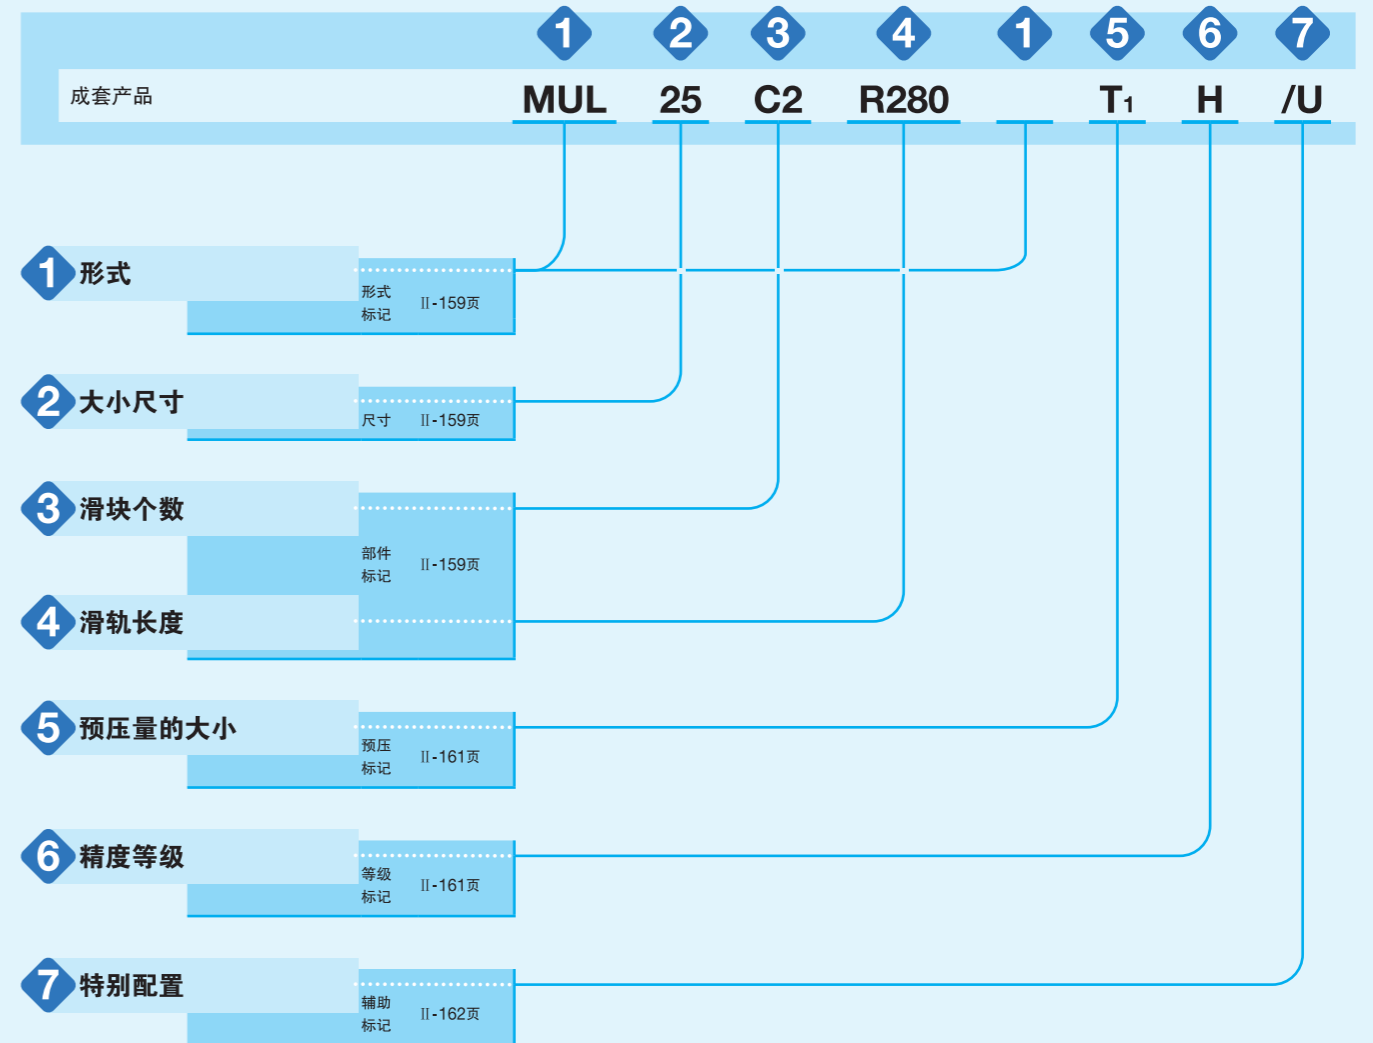 1 2 3 4 1 5 6 7
成套产品 MUL 25 C2 R280 T1 H /U
1 形式
形式
标记 II-159页
2 大小尺寸
尺寸 II-159页
3 滑块个数
部件
标记 II-159页
4 滑轨长度
5 预压量的大小
预压
标记 II-161页
6 精度等级
等级
标记 II-161页
7 特别配置
辅助
标记 II-162页